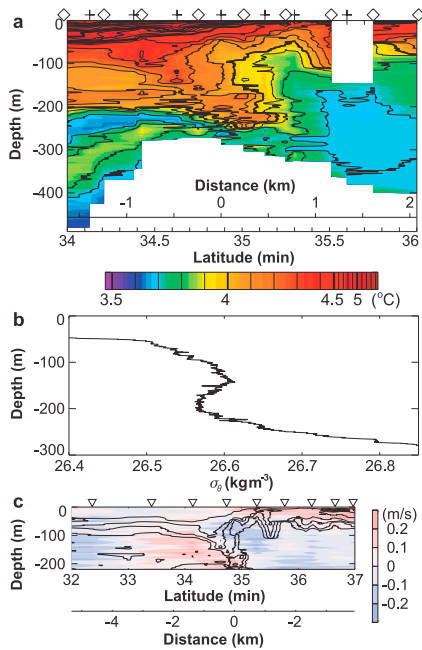 a
0
-100
-200
-300
-400
Depth (m)
Distance (km)
-1 0 1 2
34 34.5 35 35.5 36
Latitude (min)
3.5 4 4.5 5 (°C)
b
0
-100
-200
-300
Depth (m)
26.4 26.5 26.6 26.7 26.8
σθ (kgm-3)
c
0
-100
-200
Depth (m)
32 33 34 35 36 37
Latitude (min)
-4 -2 0 2
Distance (km)
(m/s)
0.2
0.1
0
-0.1
-0.2